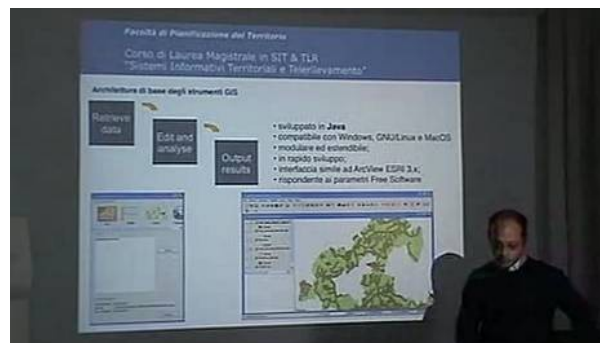 Facoltà di Pianificazione del Territorio
Corso di Laurea Magistrale in SIT & TLR
"Sistemi Informativi Territoriali e Telerilevamento"
Architettura di base degli strumenti GIS
Retrieve
data
Edit and
analyse
Output
results
• sviluppato in Java
• compatibile con Windows, GNU/Linux e MacOS
• modulare ed estendibile;
• in rapido sviluppo;
• interfaccia simile ad ArcView ESRI 3.x;
• rispondente ai parametri Free Software